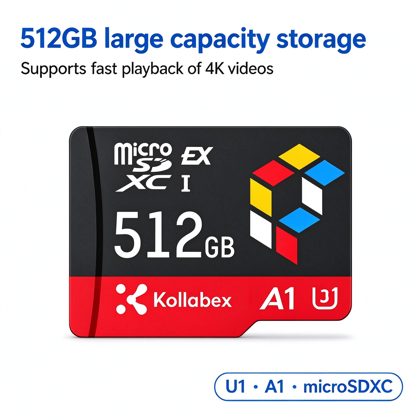 512GB large capacity storage
Supports fast playback of 4K videos
micro
SD EX
XC I
512GB
Kollabex A1 U1
U1 · A1 · microSDXC